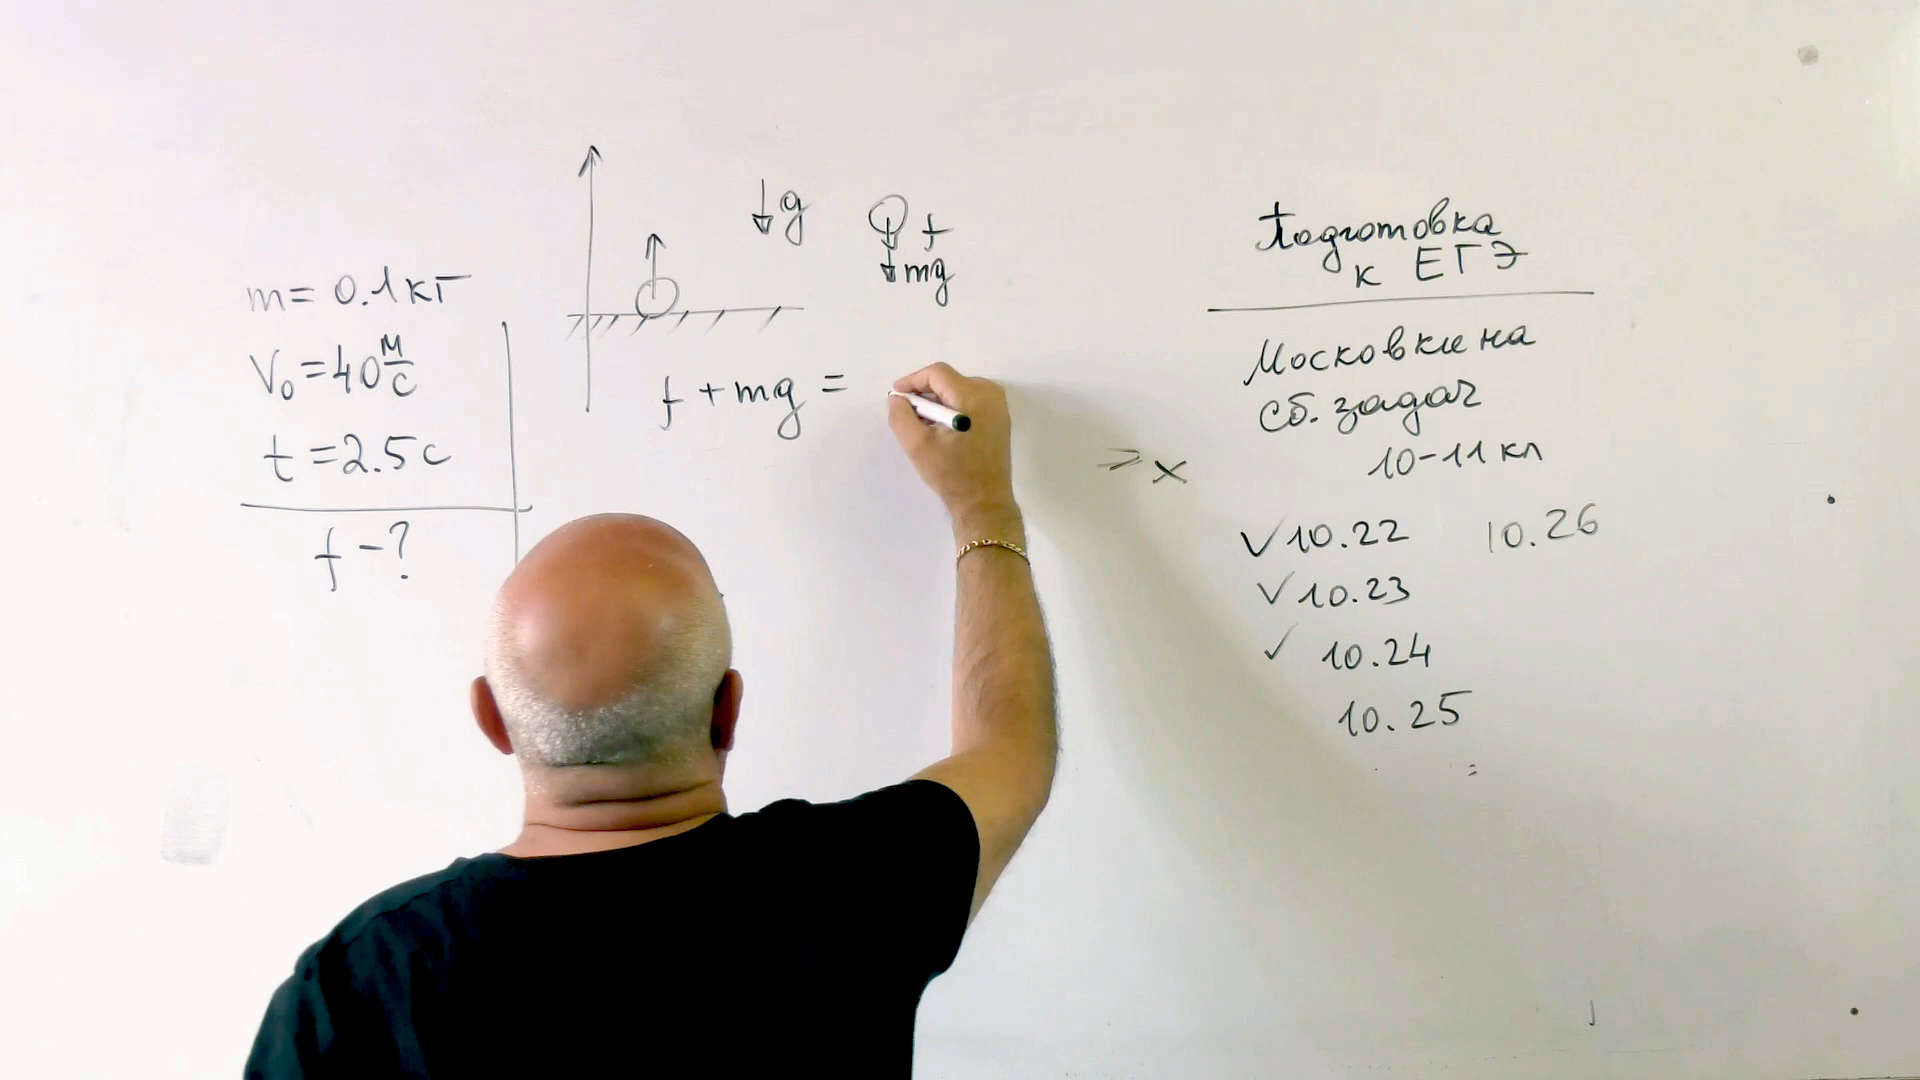 m = 0.1кг
V₀ = 40 м/с
t = 2.5 с
f - ?
g
f
mg
f + mg =
x
Подготовка
к ЕГЭ
Московкина
Сб. задач
10-11 кл
✓ 10.22
✓ 10.23
✓ 10.24
10.25
10.26